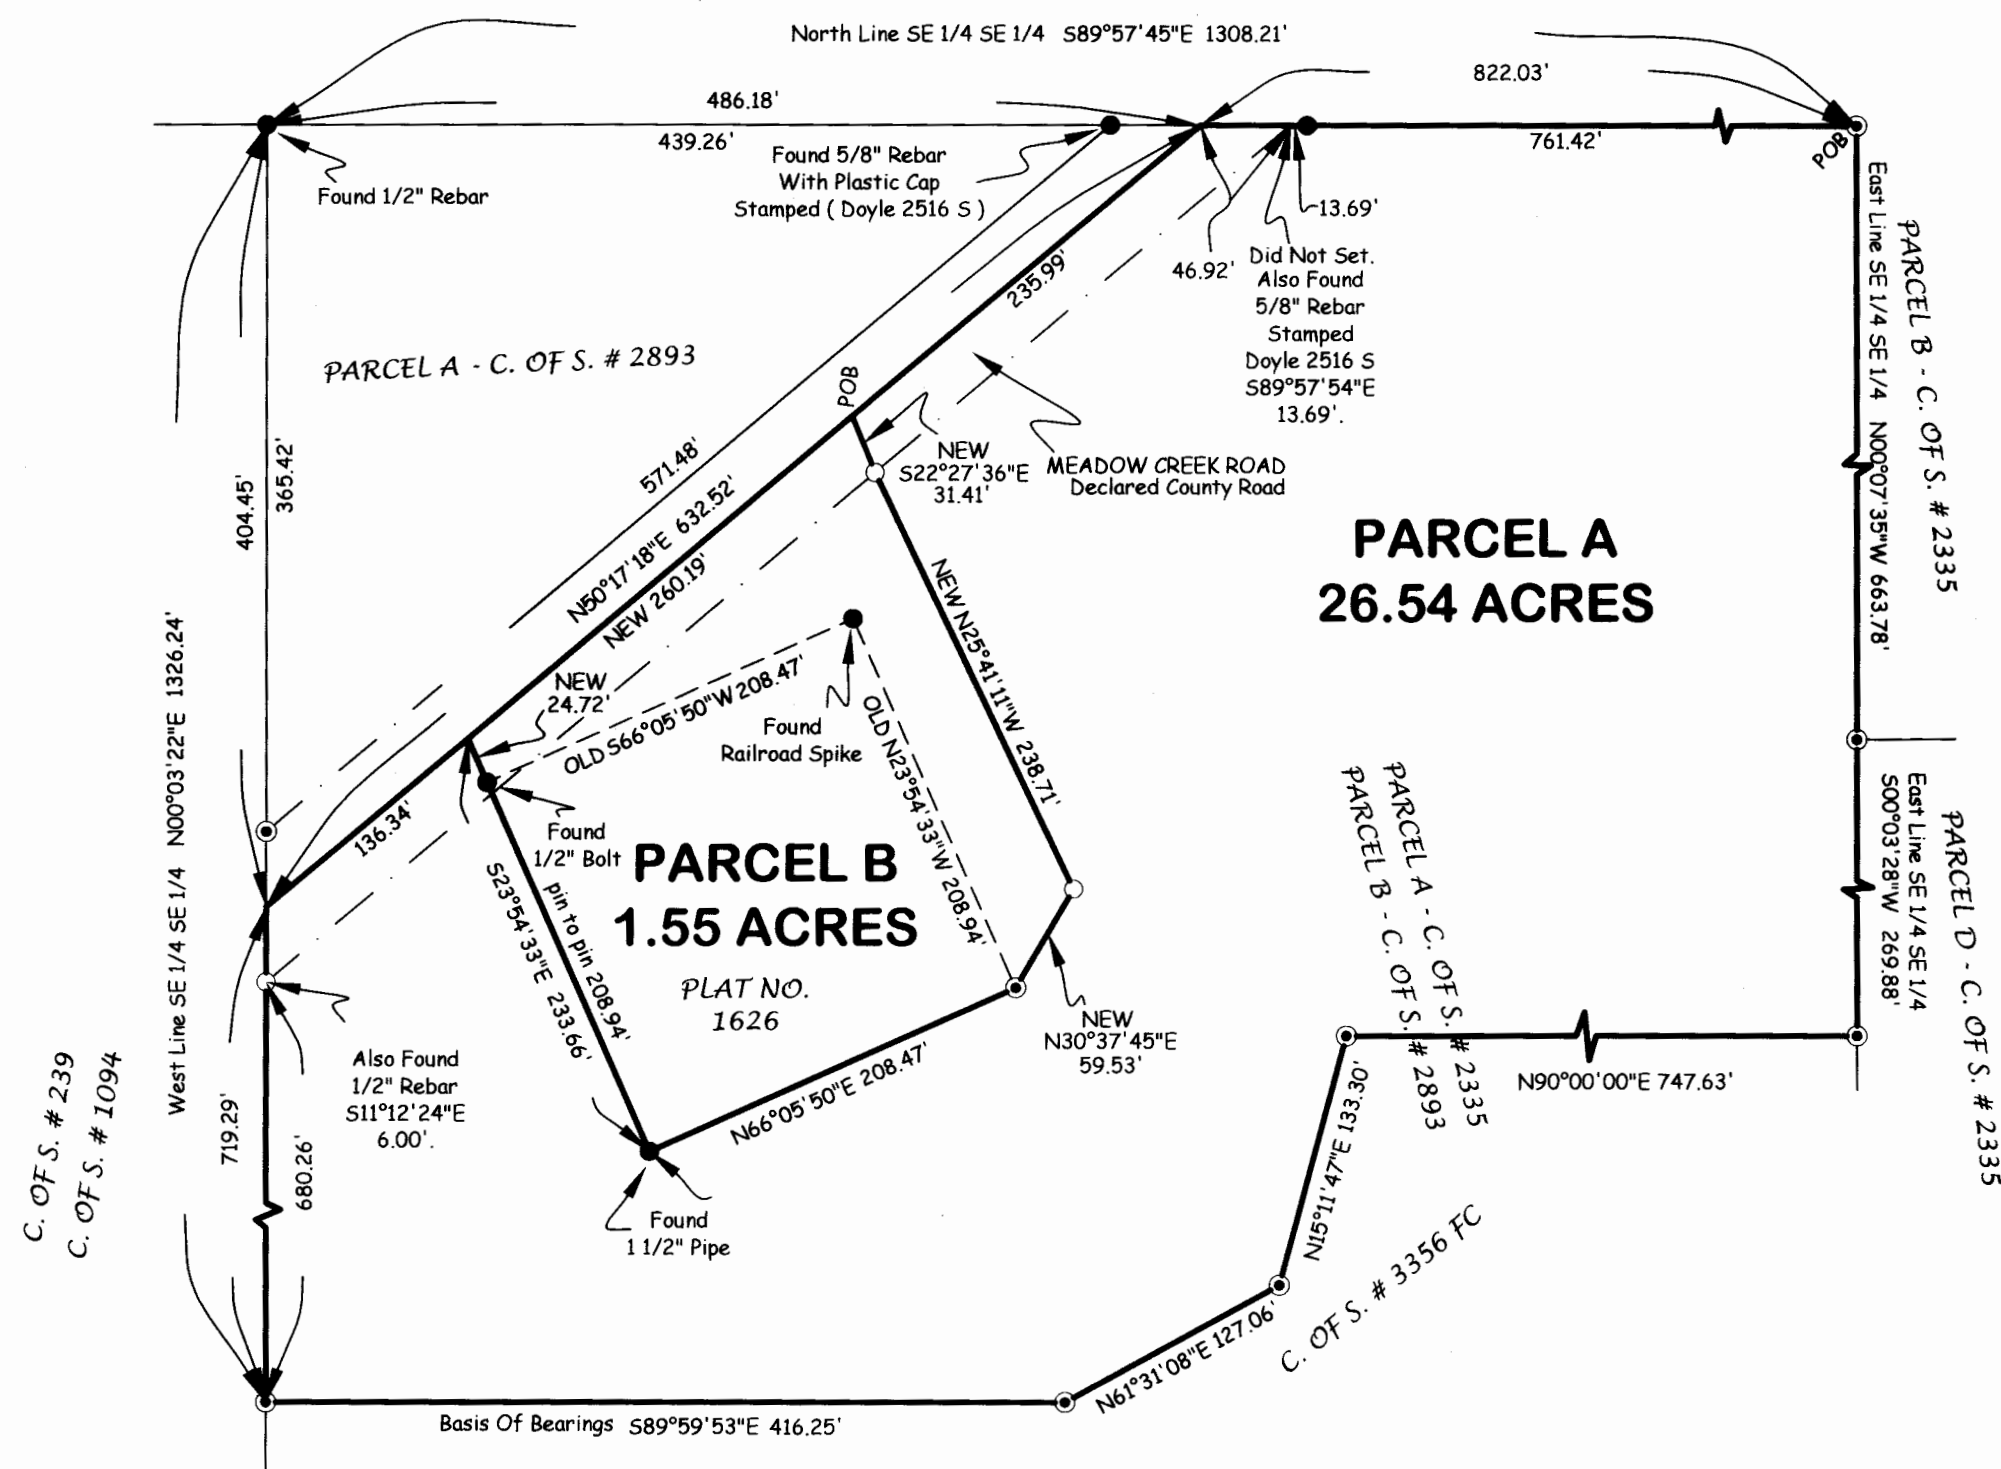 North Line SE 1/4 SE 1/4 S89°57'45"E 1308.21'
822.03'
486.18'
439.26'
761.42'
POB
Found 1/2" Rebar
Found 5/8" Rebar
With Plastic Cap
Stamped ( Doyle 2516 S )
13.69'
46.92'
Did Not Set.
Also Found
5/8" Rebar
Stamped
Doyle 2516 S
S89°57'54"E
13.69'.
235.99'
East Line SE 1/4 SE 1/4 N00°07'35"W 663.78'
PARCEL B - C. OF S. # 2335
PARCEL A - C. OF S. # 2893
POB
404.45'
365.42'
571.48'
N50°17'18"E 632.52'
NEW 260.19'
NEW
S22°27'36"E
31.41'
MEADOW CREEK ROAD
Declared County Road
PARCEL A
26.54 ACRES
NEW N25°41'11"W 238.71'
West Line SE 1/4 SE 1/4 N00°03'22"E 1326.24'
NEW
24.72'
OLD S66°05'50"W 208.47'
Found
Railroad Spike
OLD N23°54'33"W 208.94'
136.34'
Found
1/2" Bolt
PARCEL B
1.55 ACRES
PLAT NO.
1626
pin to pin 208.94'
S23°54'33"E 233.66'
PARCEL A - C. OF S. # 2335
PARCEL B - C. OF S. # 2893
East Line SE 1/4 SE 1/4
S00°03'28"W 269.88'
PARCEL D - C. OF S. # 2335
NEW
N30°37'45"E
59.53'
N66°05'50"E 208.47'
N90°00'00"E 747.63'
C. OF S. # 239
C. OF S. # 1094
719.29'
680.26'
Also Found
1/2" Rebar
S11°12'24"E
6.00'.
Found
1 1/2" Pipe
N15°11'47"E 133.30'
C. OF S. # 3356 FC
N61°31'08"E 127.06'
Basis Of Bearings S89°59'53"E 416.25'